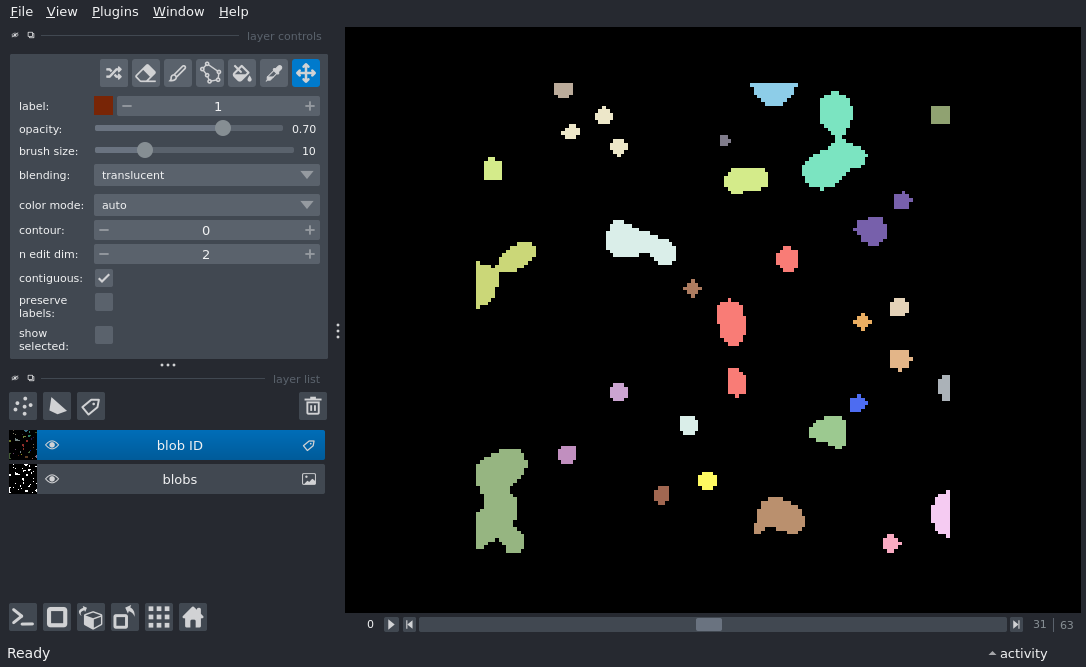 File View Plugins Window Help
layer controls
label: 1
opacity: 0.70
brush size: 10
blending: translucent
color mode: auto
contour: 0
n edit dim: 2
contiguous:
preserve
labels:
show
selected:
layer list
blob ID
blobs
0 31 63
Ready activity